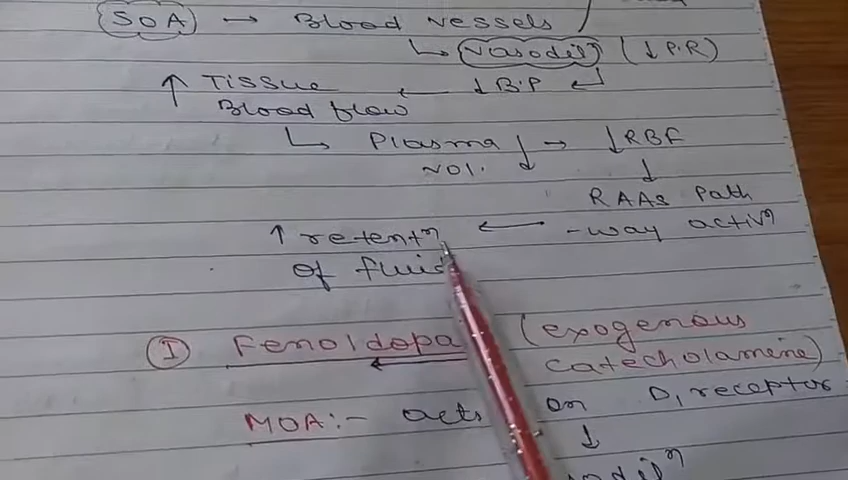 SOA → Blood vessels
↳ vasodilⁿ (↓ P.R)
↑ Tissue ← ↓ B.P ↵
Blood flow
↳ Plasma ↓ → ↓ RBF
vol. ↓
RAAs path
↑ retentⁿ ← -way activⁿ
of fluid
I Fenoldopa (exogenous
catecholamine)
MOA:- acts on D₁ receptor
↓